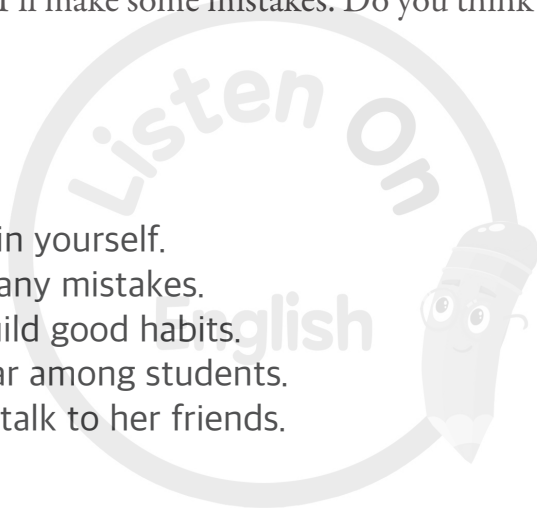 I'll make some mistakes. Do you think
Listen On
in yourself.
any mistakes.
good habits.
English
among students.
talk to her friends.